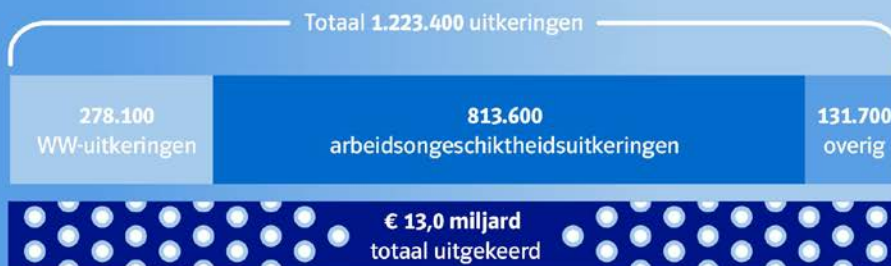 Totaal 1.223.400 uitkeringen
278.100
WW-uitkeringen
813.600
arbeidsongeschiktheidsuitkeringen
131.700
overig
€ 13,0 miljard
totaal uitgekeerd